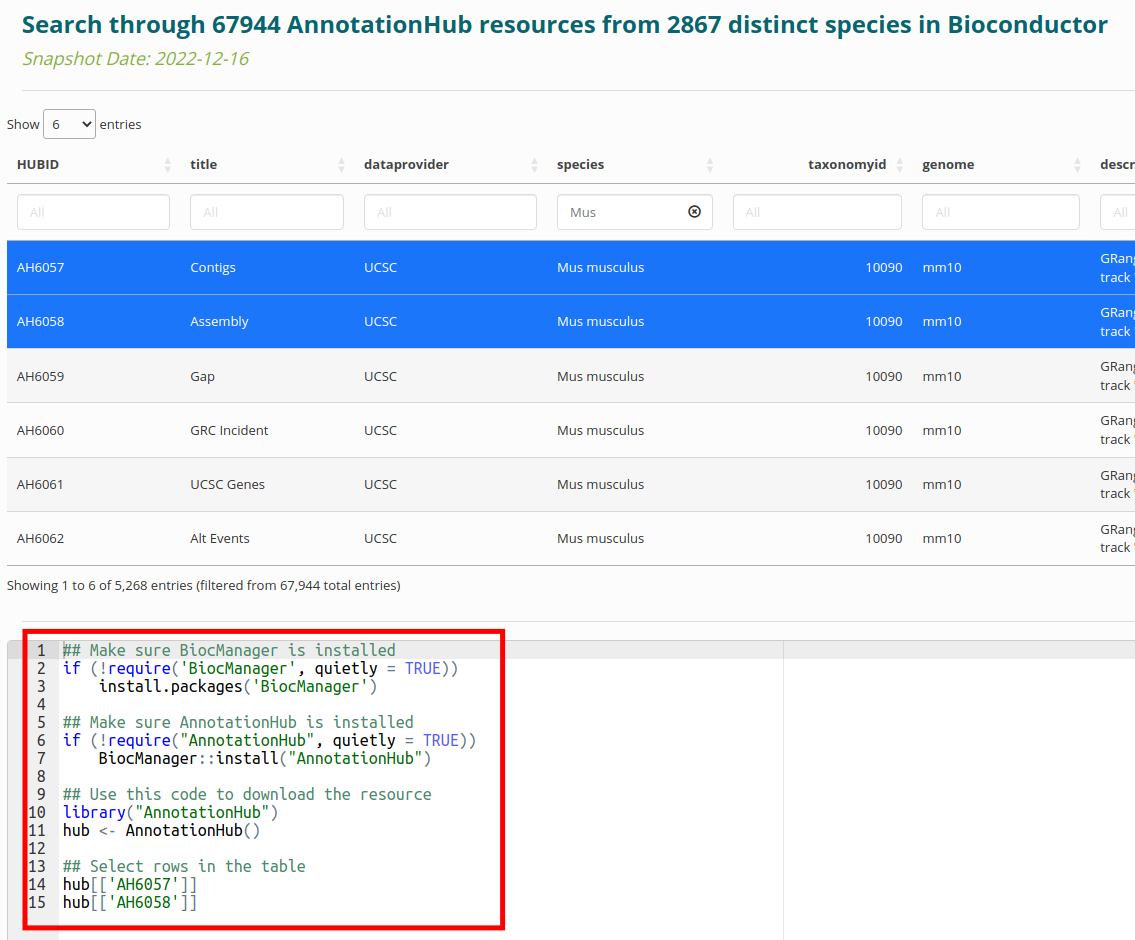 Search through 67944 AnnotationHub resources from 2867 distinct species in Bioconductor
Snapshot Date: 2022-12-16
Show 6 entries
HUBID title dataprovider species taxonomyid genome descr
All All All Mus All All All
AH6057 Contigs UCSC Mus musculus 10090 mm10 GRang
track
AH6058 Assembly UCSC Mus musculus 10090 mm10 GRang
track
AH6059 Gap UCSC Mus musculus 10090 mm10 GRang
track '
AH6060 GRC Incident UCSC Mus musculus 10090 mm10 GRang
track '
AH6061 UCSC Genes UCSC Mus musculus 10090 mm10 GRang
track '
AH6062 Alt Events UCSC Mus musculus 10090 mm10 GRang
track '
Showing 1 to 6 of 5,268 entries (filtered from 67,944 total entries)
1 ## Make sure BiocManager is installed
2 if (!require('BiocManager', quietly = TRUE))
3     install.packages('BiocManager')
4
5 ## Make sure AnnotationHub is installed
6 if (!require("AnnotationHub", quietly = TRUE))
7     BiocManager::install("AnnotationHub")
8
9 ## Use this code to download the resource
10 library("AnnotationHub")
11 hub <- AnnotationHub()
12
13 ## Select rows in the table
14 hub[['AH6057']]
15 hub[['AH6058']]